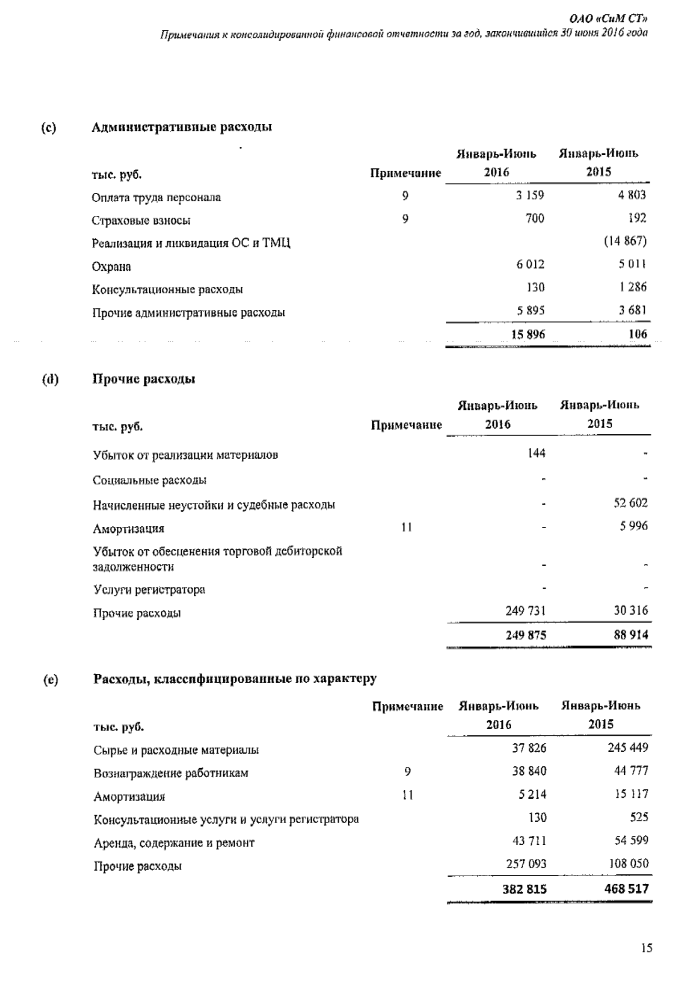 ОАО «СиМ СТ»
Примечания к консолидированной финансовой отчетности за год, закончившийся 30 июня 2016 года
(c) Административные расходы
Январь-Июнь Январь-Июнь
тыс. руб. Примечание 2016 2015
Оплата труда персонала 9 3 159 4 803
Страховые взносы 9 700 192
Реализация и ликвидация ОС и ТМЦ (14 867)
Охрана 6 012 5 011
Консультационные расходы 130 1 286
Прочие административные расходы 5 895 3 681
15 896 106
(d) Прочие расходы
Январь-Июнь Январь-Июнь
тыс. руб. Примечание 2016 2015
Убыток от реализации материалов 144 -
Социальные расходы - -
Начисленные неустойки и судебные расходы - 52 602
Амортизация 11 - 5 996
Убыток от обесценения торговой дебиторской
задолженности - -
Услуги регистратора - -
Прочие расходы 249 731 30 316
249 875 88 914
(e) Расходы, классифицированные по характеру
Примечание Январь-Июнь Январь-Июнь
тыс. руб. 2016 2015
Сырье и расходные материалы 37 826 245 449
Вознаграждение работникам 9 38 840 44 777
Амортизация 11 5 214 15 117
Консультационные услуги и услуги регистратора 130 525
Аренда, содержание и ремонт 43 711 54 599
Прочие расходы 257 093 108 050
382 815 468 517
15